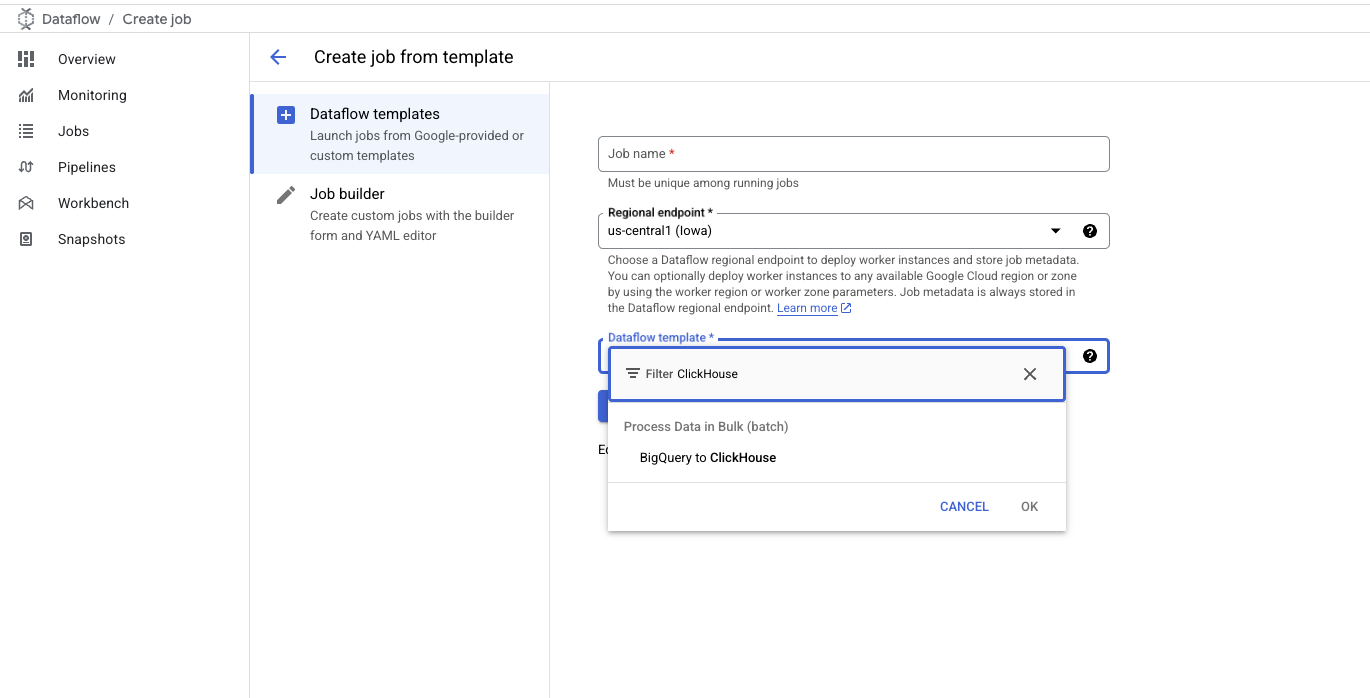 Dataflow / Create job
Overview
Monitoring
Jobs
Pipelines
Workbench
Snapshots
Create job from template
Dataflow templates
Launch jobs from Google-provided or
custom templates
Job builder
Create custom jobs with the builder
form and YAML editor
Job name *
Must be unique among running jobs
Regional endpoint *
us-central1 (Iowa)
Choose a Dataflow regional endpoint to deploy worker instances and store job metadata.
You can optionally deploy worker instances to any available Google Cloud region or zone
by using the worker region or worker zone parameters. Job metadata is always stored in
the Dataflow regional endpoint. Learn more
Dataflow template *
Filter ClickHouse
Process Data in Bulk (batch)
BigQuery to ClickHouse
CANCEL OK